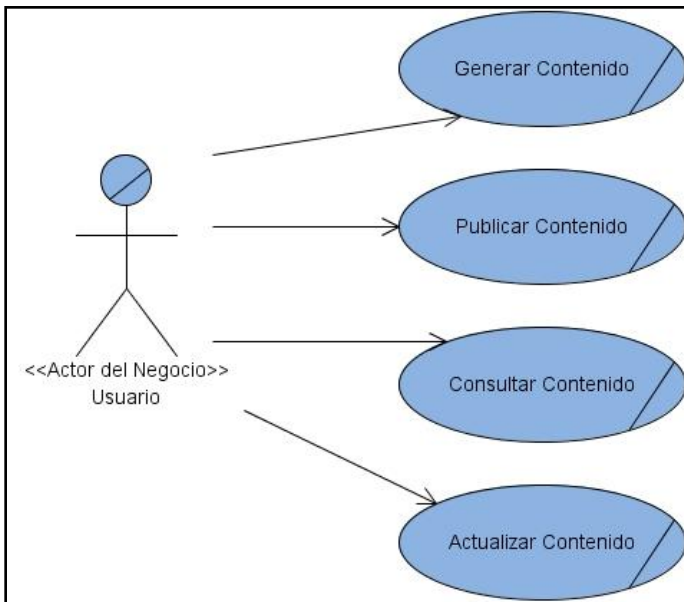 Generar Contenido
Publicar Contenido
<<Actor del Negocio>>
Usuario
Consultar Contenido
Actualizar Contenido